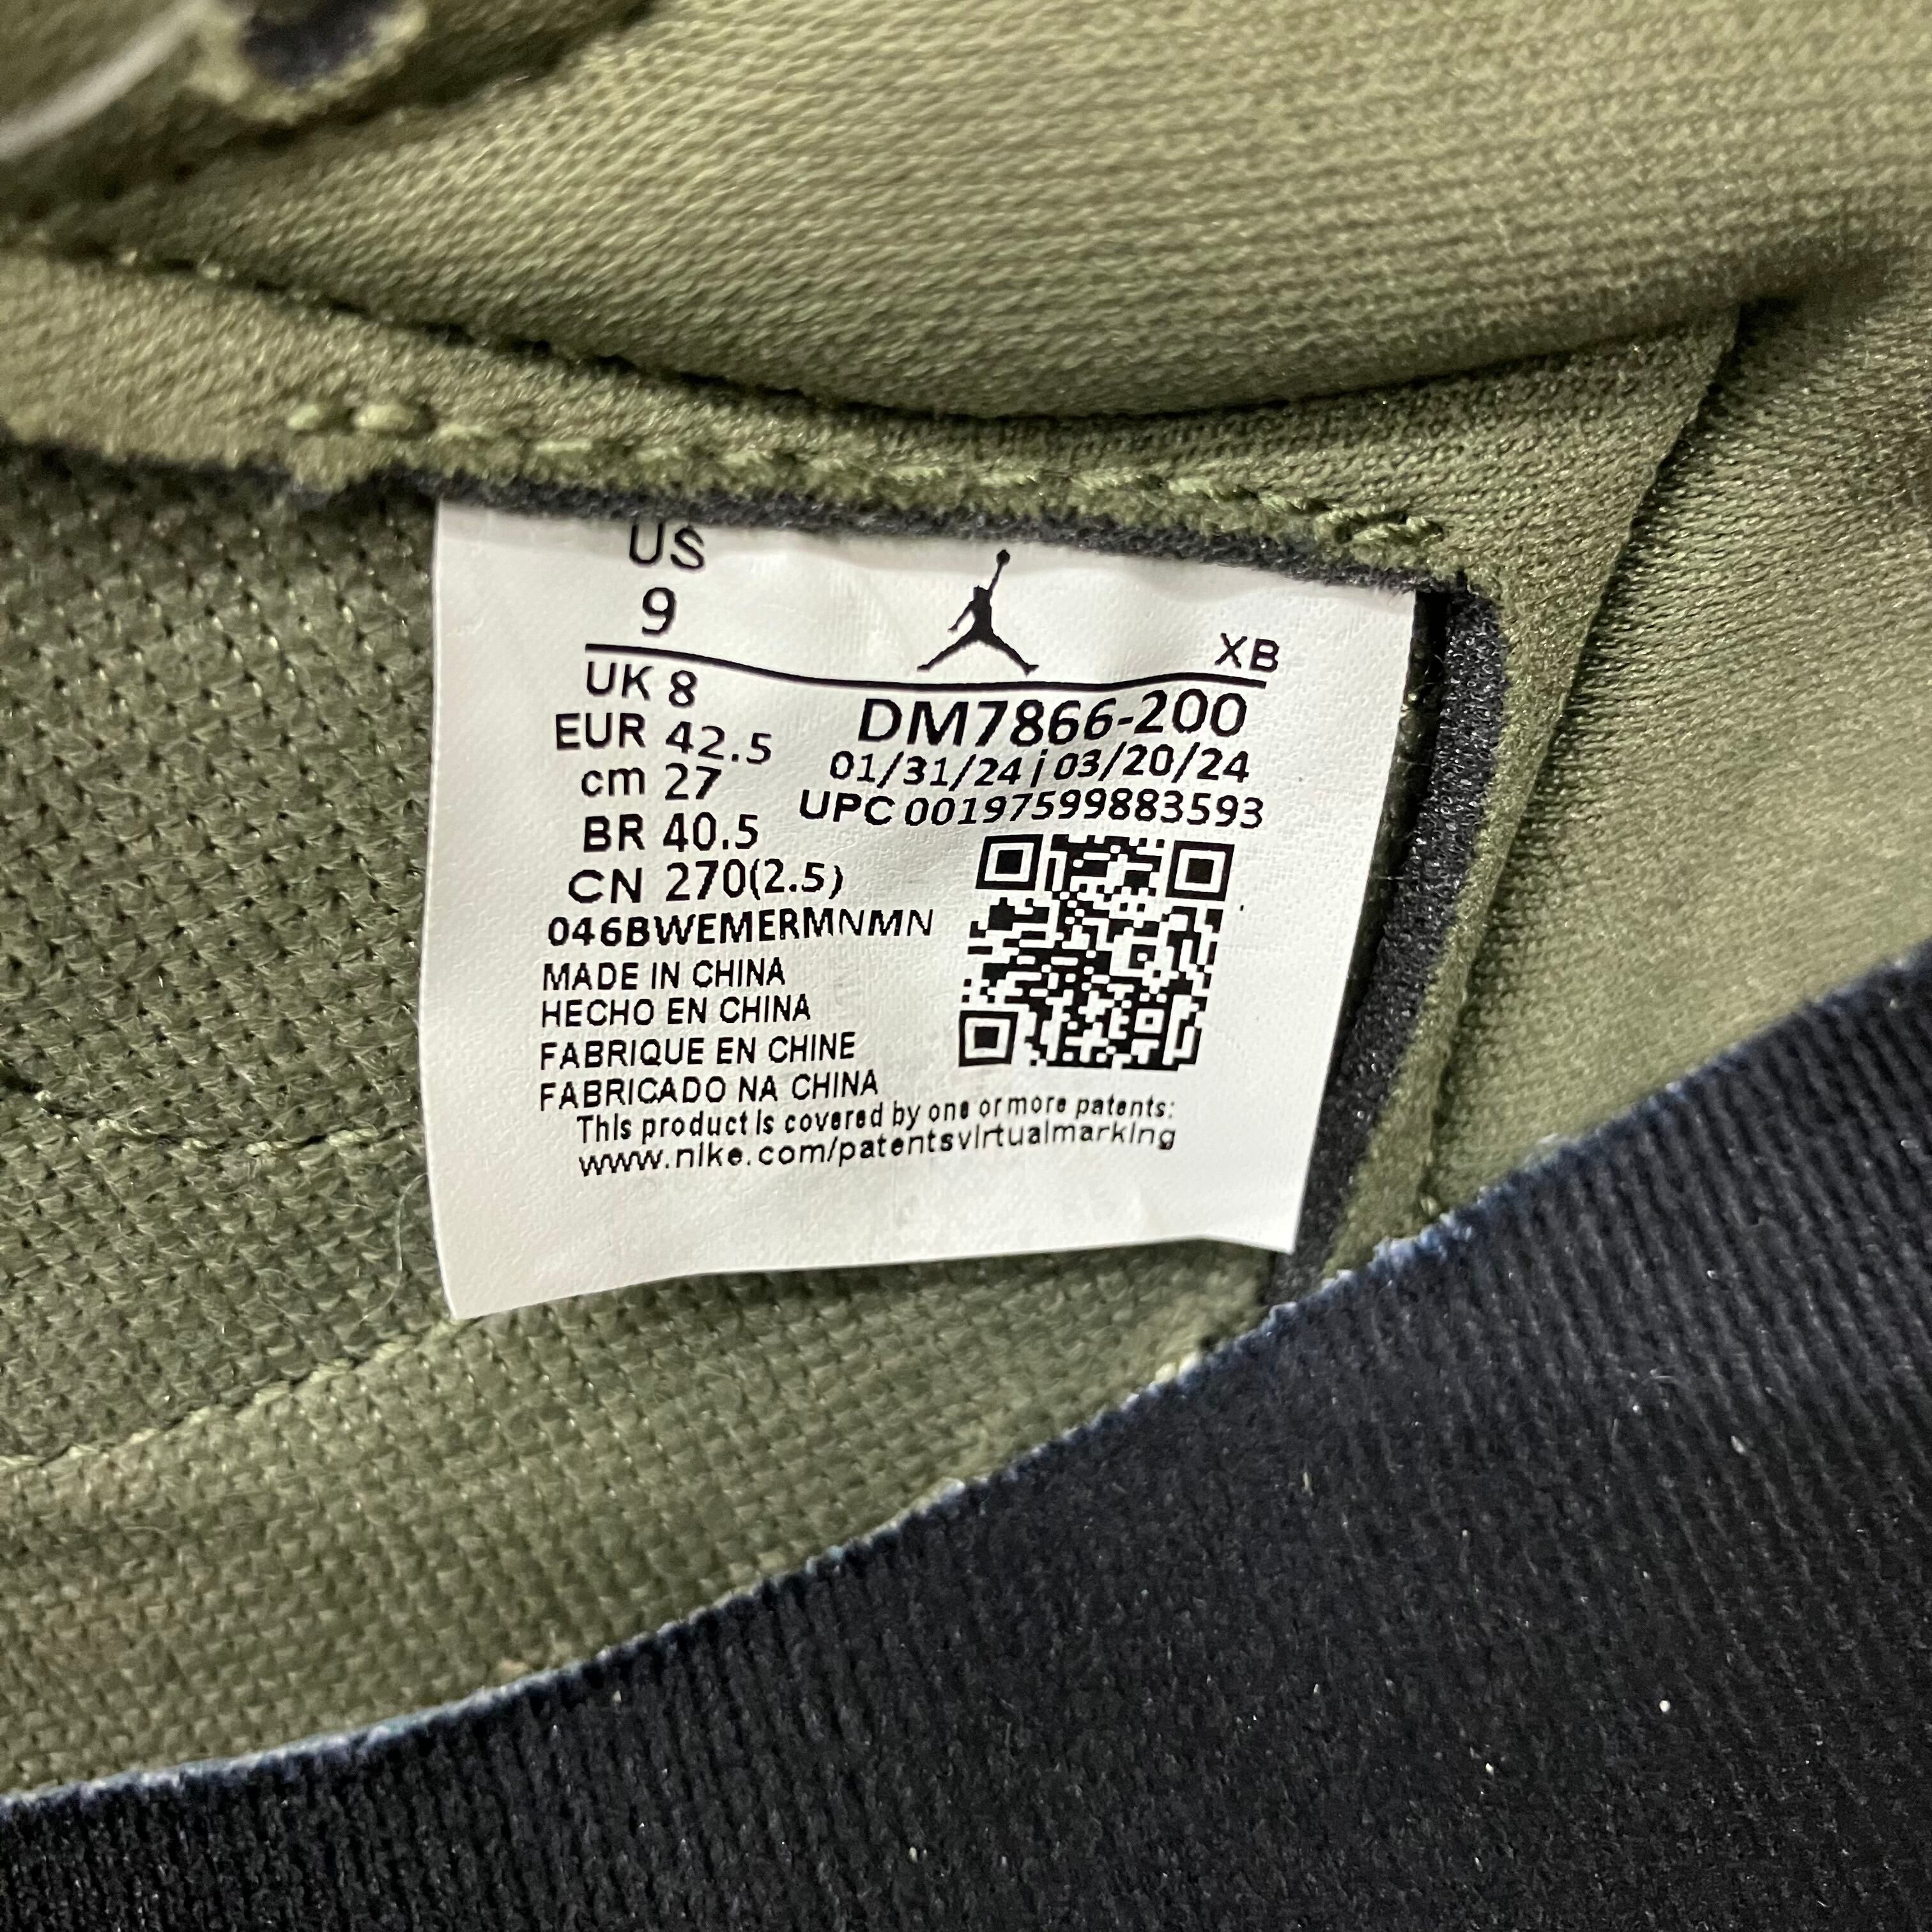 US
9
XB
UK 8
EUR 42.5
cm 27
BR 40.5
CN 270(2.5)
DM7866-200
01/31/24 j 03/20/24
UPC 00197599883593
046BWEMERMNMN
MADE IN CHINA
HECHO EN CHINA
FABRIQUE EN CHINE
FABRICADO NA CHINA
This product is covered by one or more patents:
www.nike.com/patentsvirtualmarking